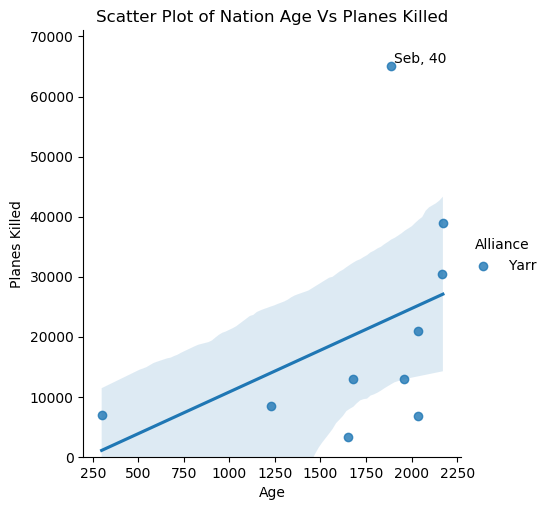 Scatter Plot of Nation Age Vs Planes Killed
70000
Seb, 40
60000
50000
40000
Planes Killed
Alliance
Yarr
30000
20000
10000
0
250 500 750 1000 1250 1500 1750 2000 2250
Age